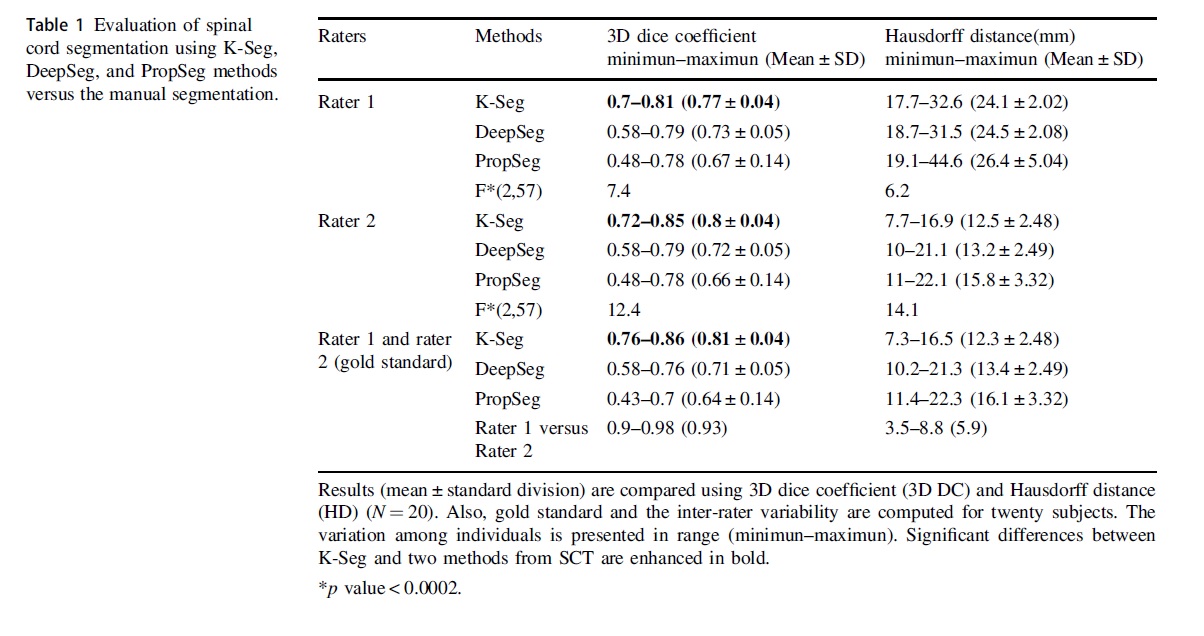 Table 1 Evaluation of spinal
cord segmentation using K-Seg,
DeepSeg, and PropSeg methods
versus the manual segmentation.
Raters Methods 3D dice coefficient Hausdorff distance(mm)
minimun–maximun (Mean ± SD) minimun–maximun (Mean ± SD)
Rater 1 K-Seg 0.7–0.81 (0.77 ± 0.04) 17.7–32.6 (24.1 ± 2.02)
DeepSeg 0.58–0.79 (0.73 ± 0.05) 18.7–31.5 (24.5 ± 2.08)
PropSeg 0.48–0.78 (0.67 ± 0.14) 19.1–44.6 (26.4 ± 5.04)
F*(2,57) 7.4 6.2
Rater 2 K-Seg 0.72–0.85 (0.8 ± 0.04) 7.7–16.9 (12.5 ± 2.48)
DeepSeg 0.58–0.79 (0.72 ± 0.05) 10–21.1 (13.2 ± 2.49)
PropSeg 0.48–0.78 (0.66 ± 0.14) 11–22.1 (15.8 ± 3.32)
F*(2,57) 12.4 14.1
Rater 1 and rater K-Seg 0.76–0.86 (0.81 ± 0.04) 7.3–16.5 (12.3 ± 2.48)
2 (gold standard) DeepSeg 0.58–0.76 (0.71 ± 0.05) 10.2–21.3 (13.4 ± 2.49)
PropSeg 0.43–0.7 (0.64 ± 0.14) 11.4–22.3 (16.1 ± 3.32)
Rater 1 versus 0.9–0.98 (0.93) 3.5–8.8 (5.9)
Rater 2
Results (mean ± standard division) are compared using 3D dice coefficient (3D DC) and Hausdorff distance
(HD) (N = 20). Also, gold standard and the inter-rater variability are computed for twenty subjects. The
variation among individuals is presented in range (minimun–maximun). Significant differences between
K-Seg and two methods from SCT are enhanced in bold.
*p value < 0.0002.